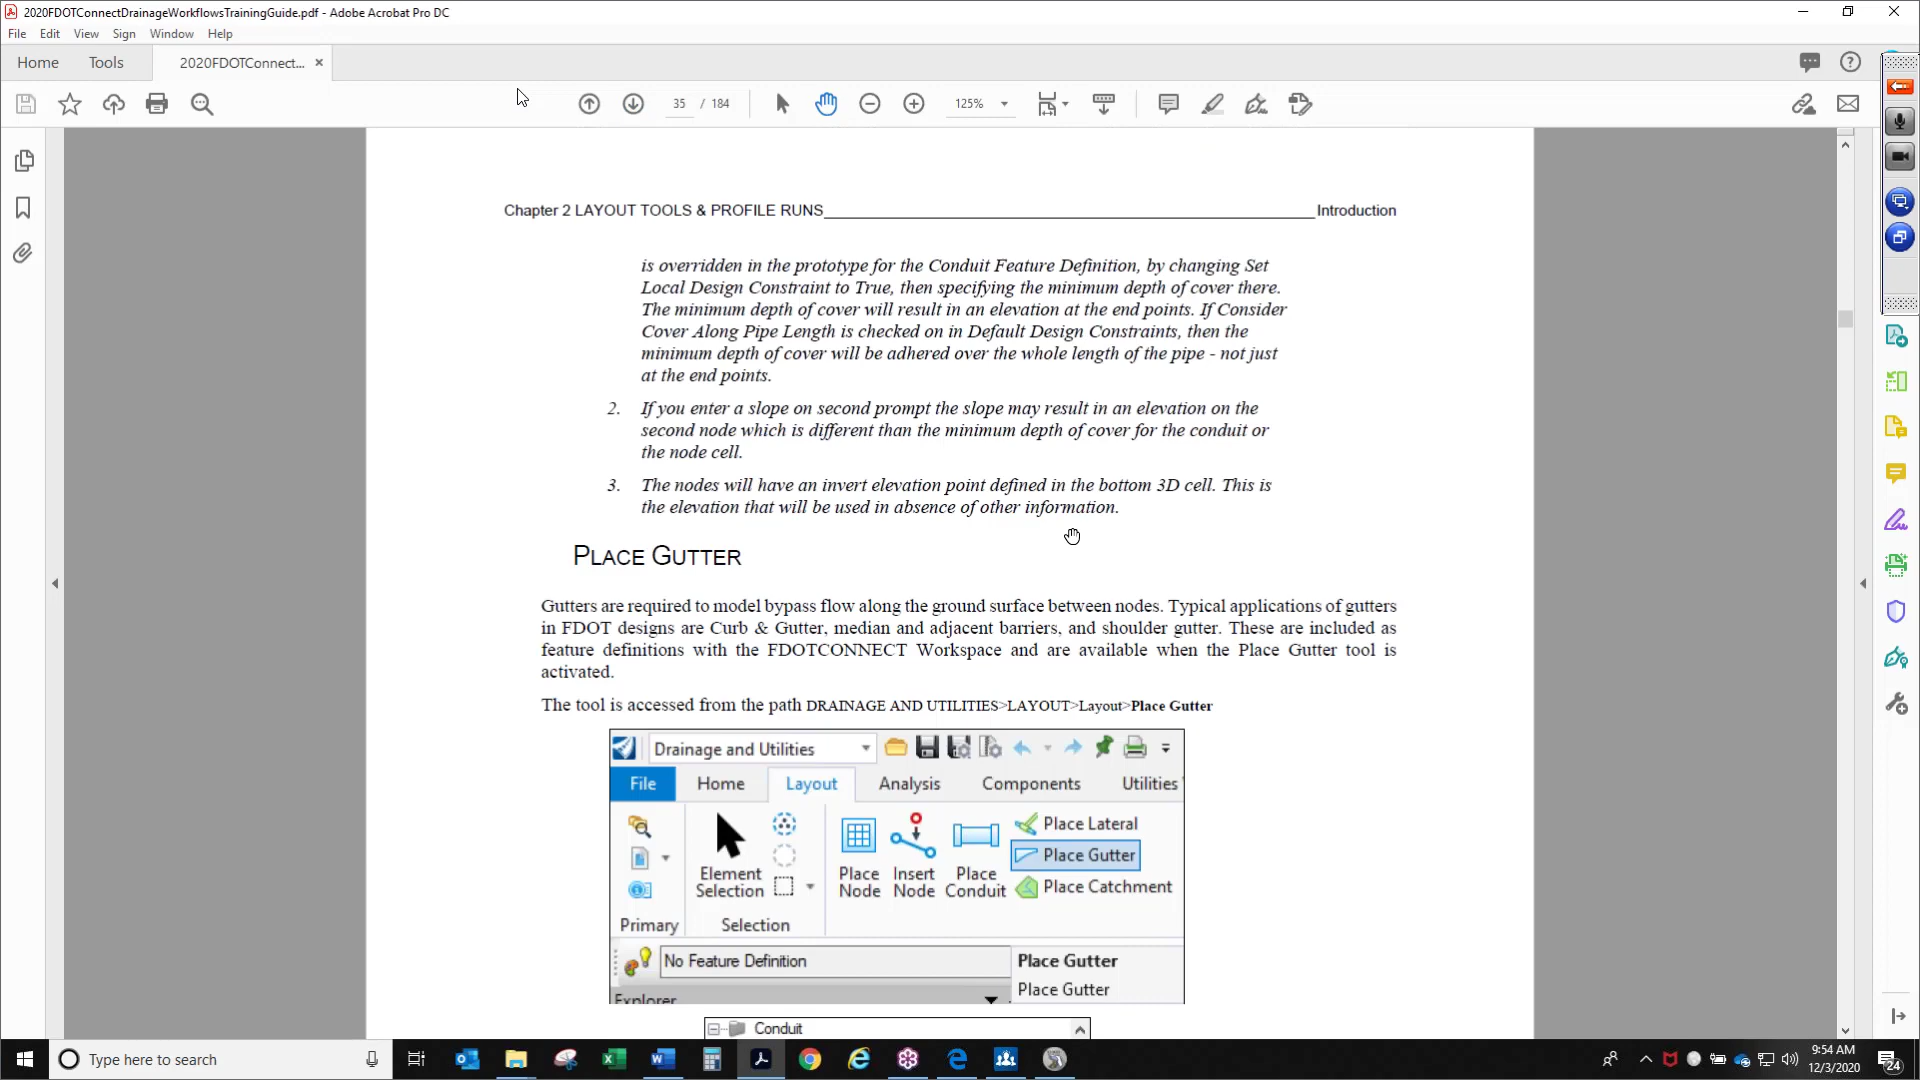 2020FDOTConnectDrainageWorkflowsTrainingGuide.pdf - Adobe Acrobat Pro DC
File Edit View Sign Window Help
Home Tools 2020FDOTConnect... ×
35 / 184 125%
Chapter 2 LAYOUT TOOLS & PROFILE RUNS Introduction
is overridden in the prototype for the Conduit Feature Definition, by changing Set
Local Design Constraint to True, then specifying the minimum depth of cover there.
The minimum depth of cover will result in an elevation at the end points. If Consider
Cover Along Pipe Length is checked on in Default Design Constraints, then the
minimum depth of cover will be adhered over the whole length of the pipe - not just
at the end points.
2. If you enter a slope on second prompt the slope may result in an elevation on the
second node which is different than the minimum depth of cover for the conduit or
the node cell.
3. The nodes will have an invert elevation point defined in the bottom 3D cell. This is
the elevation that will be used in absence of other information.
PLACE GUTTER
Gutters are required to model bypass flow along the ground surface between nodes. Typical applications of gutters
in FDOT designs are Curb & Gutter, median and adjacent barriers, and shoulder gutter. These are included as
feature definitions with the FDOTCONNECT Workspace and are available when the Place Gutter tool is
activated.
The tool is accessed from the path DRAINAGE AND UTILITIES>LAYOUT>Layout>Place Gutter
Drainage and Utilities
File Home Layout Analysis Components Utilities
Place Lateral
Place Gutter
Place Catchment
Element Selection
Place Node
Insert Node
Place Conduit
Primary Selection
No Feature Definition
Place Gutter
Place Gutter
Explorer
Conduit
Type here to search
9:54 AM
12/3/2020
24